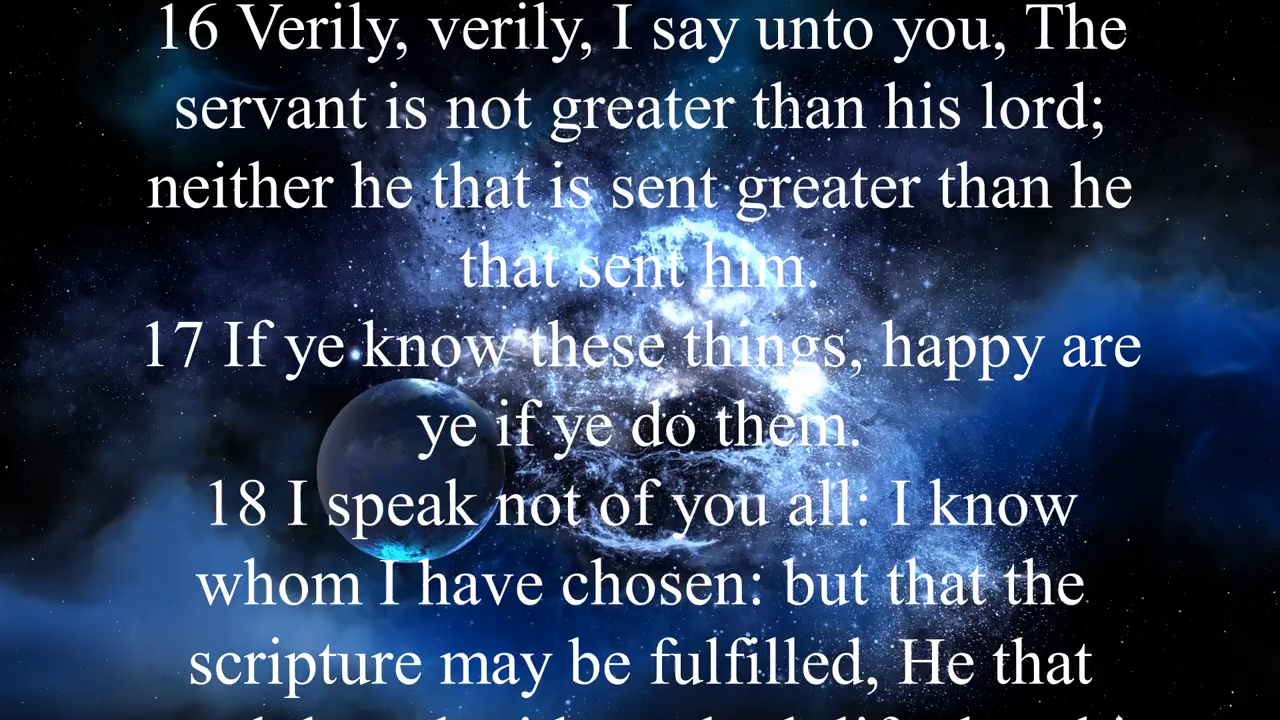 16 Verily, verily, I say unto you, The
servant is not greater than his lord;
neither he that is sent greater than he
that sent him.
17 If ye know these things, happy are
ye if ye do them.
18 I speak not of you all: I know
whom I have chosen: but that the
scripture may be fulfilled, He that